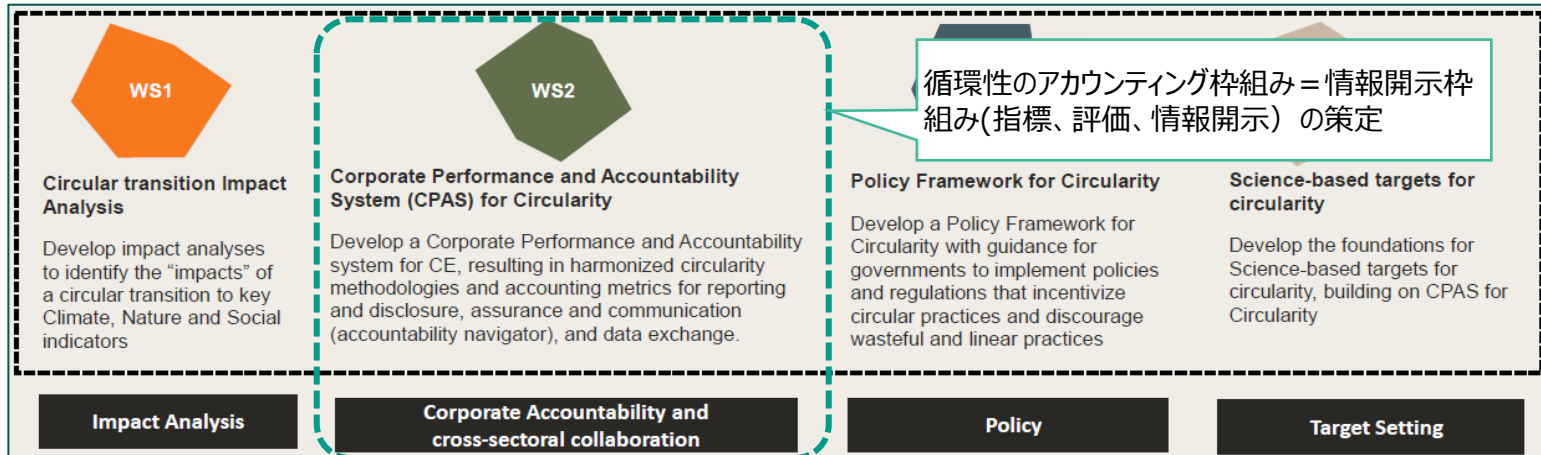 WS1
WS2
循環性のアカウンティング枠組み＝情報開示枠
組み(指標、評価、情報開示）の策定
Circular transition Impact
Analysis
Develop impact analyses
to identify the “impacts” of
a circular transition to key
Climate, Nature and Social
indicators
Corporate Performance and Accountability
System (CPAS) for Circularity
Develop a Corporate Performance and Accountability
system for CE, resulting in harmonized circularity
methodologies and accounting metrics for reporting
and disclosure, assurance and communication
(accountability navigator), and data exchange.
Policy Framework for Circularity
Develop a Policy Framework for
Circularity with guidance for
governments to implement policies
and regulations that incentivize
circular practices and discourage
wasteful and linear practices
Science-based targets for
circularity
Develop the foundations for
Science-based targets for
circularity, building on CPAS for
Circularity
Impact Analysis
Corporate Accountability and
cross-sectoral collaboration
Policy
Target Setting